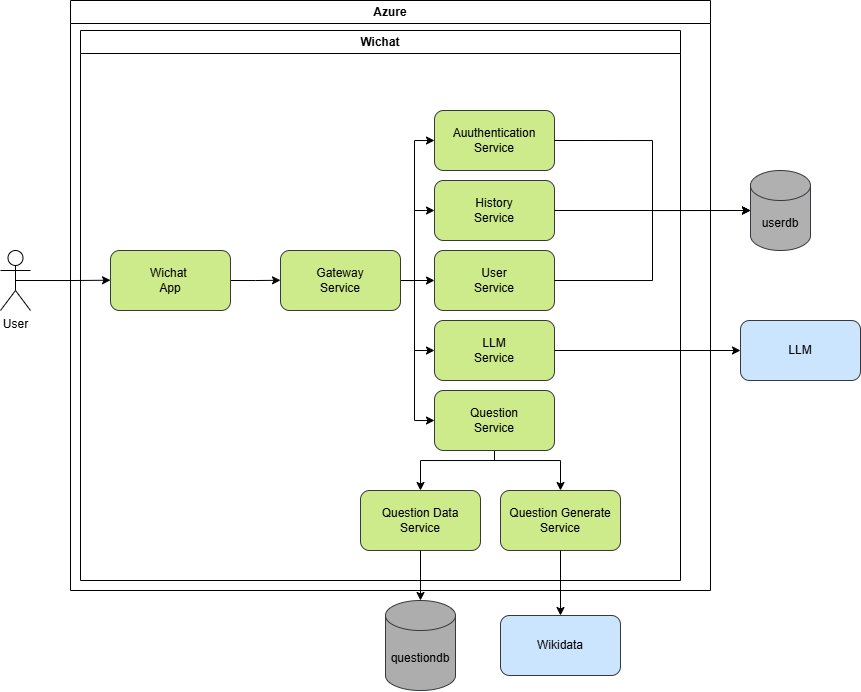 Azure
Wichat
Auuthentication
Service
History
Service
userdb
User
Wichat
App
Gateway
Service
User
Service
LLM
Service
LLM
Question
Service
Question Data
Service
Question Generate
Service
questiondb
Wikidata